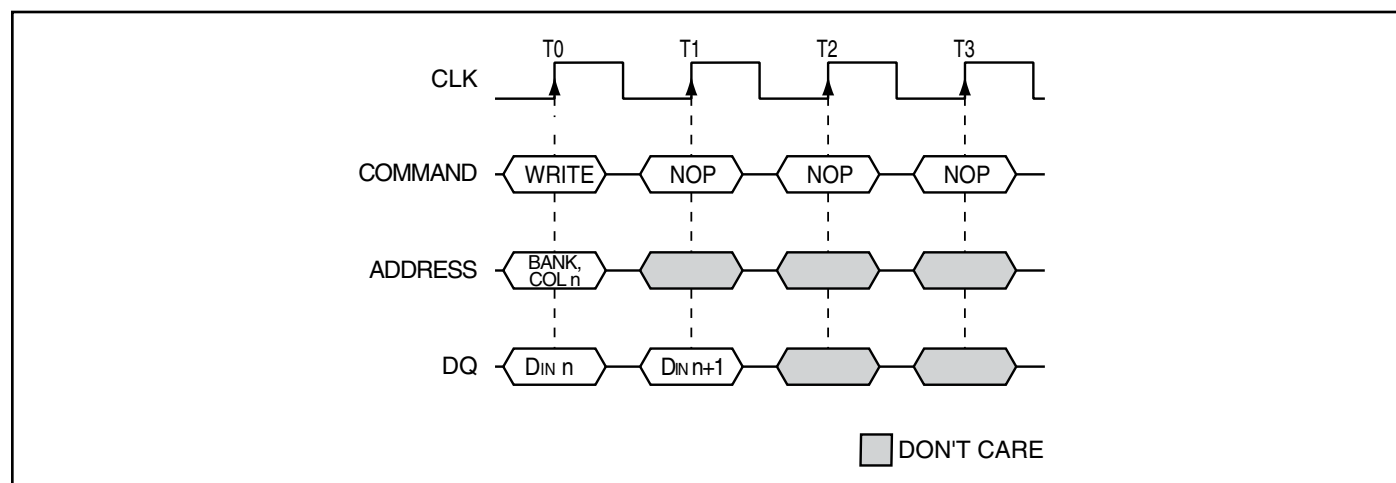 T0 T1 T2 T3
CLK
COMMAND WRITE NOP NOP NOP
ADDRESS BANK,
COL n
DQ DIN n DIN n+1
DON'T CARE